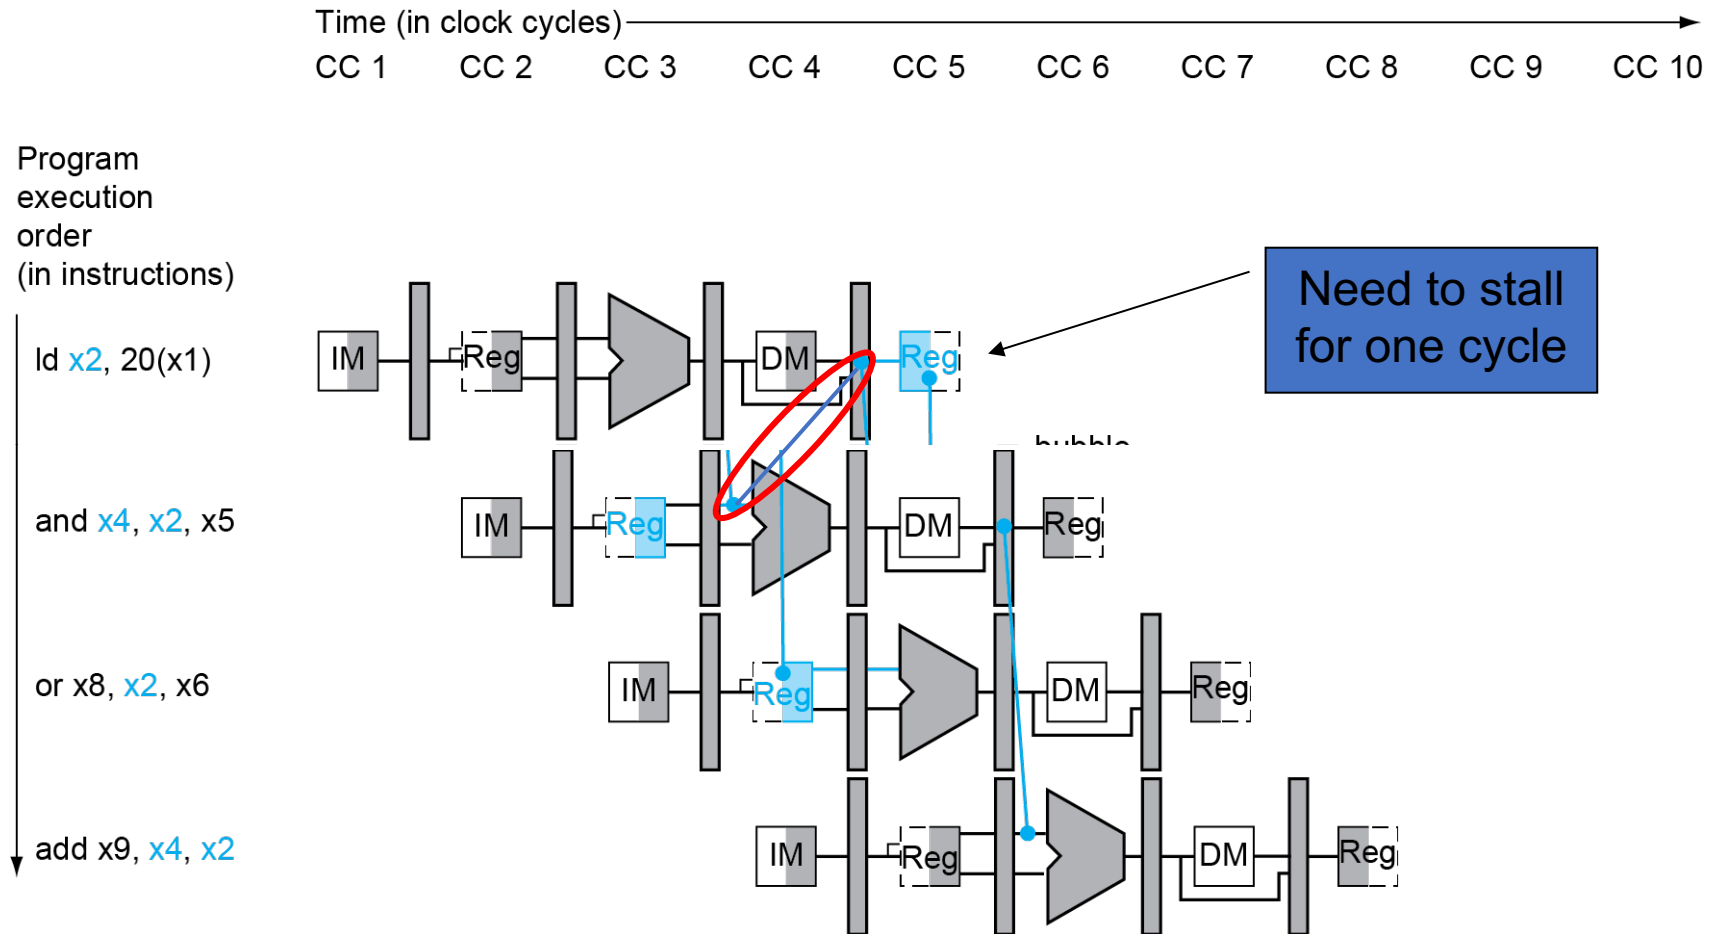 Time (in clock cycles)
CC 1 CC 2 CC 3 CC 4 CC 5 CC 6 CC 7 CC 8 CC 9 CC 10
Program
execution
order
(in instructions)
Need to stall
for one cycle
ld x2, 20(x1)
IM Reg DM Reg
bubble
and x4, x2, x5
IM Reg DM Reg
or x8, x2, x6
IM Reg DM Reg
add x9, x4, x2
IM Reg DM Reg